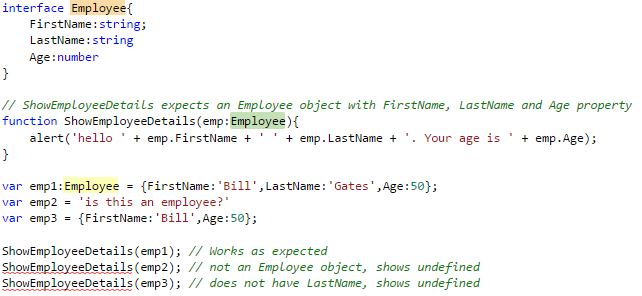 interface Employee{
    FirstName:string;
    LastName:string
    Age:number
}

// ShowEmployeeDetails expects an Employee object with FirstName, LastName and Age property
function ShowEmployeeDetails(emp:Employee){
    alert('hello ' + emp.FirstName + ' ' + emp.LastName + '. Your age is ' + emp.Age);
}

var emp1:Employee = {FirstName:'Bill',LastName:'Gates',Age:50};
var emp2 = 'is this an employee?'
var emp3 = {FirstName:'Bill',Age:50};

ShowEmployeeDetails(emp1); // Works as expected
ShowEmployeeDetails(emp2); // not an Employee object, shows undefined
ShowEmployeeDetails(emp3); // does not have LastName, shows undefined